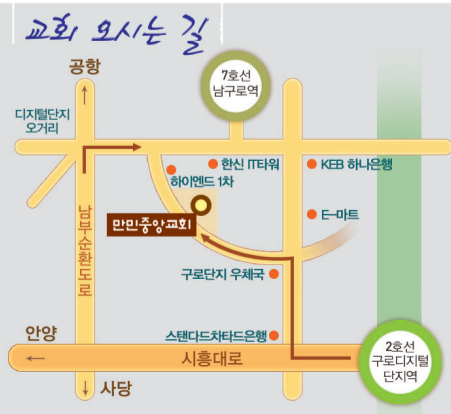 교회 오시는 길
공항
7호선
남구로역
디지털단지
오거리
한신 IT타워
KEB 하나은행
하이엔드 1차
남부순환도로
만민중앙교회
E-마트
구로단지 우체국
안양
스탠다드차타드은행
2호선
구로디지털
단지역
←
시흥대로
사당